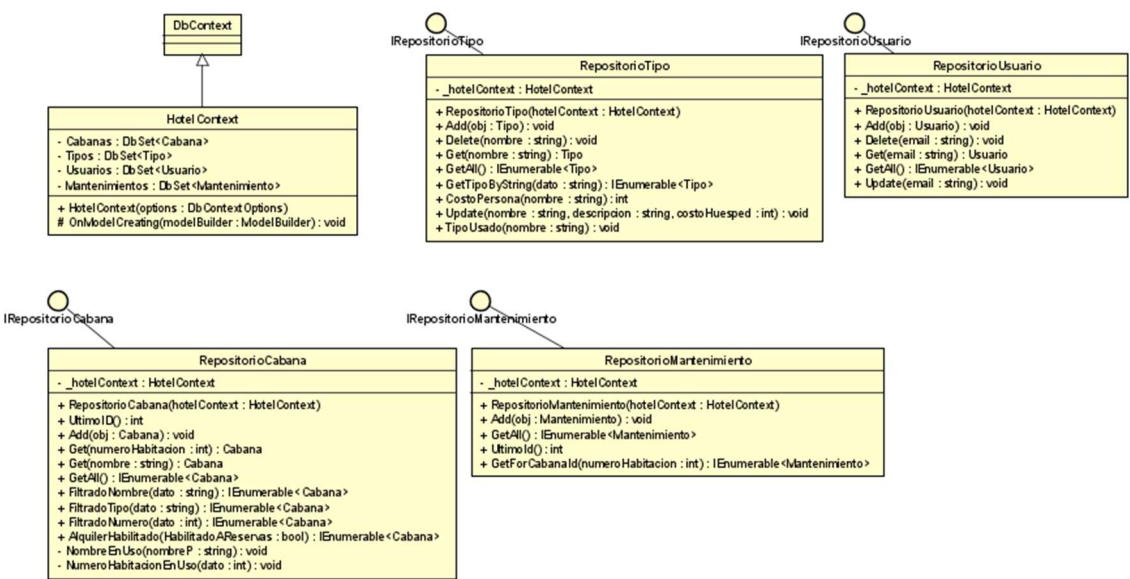 DbContext
HotelContext
- Cabanas : DbSet<Cabana>
- Tipos : DbSet<Tipo>
- Usuarios : DbSet<Usuario>
- Mantenimientos : DbSet<Mantenimiento>
+ HotelContext(options : DbContextOptions)
# OnModelCreating(modelBuilder : ModelBuilder) : void
IRepositorioTipo
RepositorioTipo
- _hotelContext : HotelContext
+ RepositorioTipo(hotelContext : HotelContext)
+ Add(obj : Tipo) : void
+ Delete(nombre : string) : void
+ Get(nombre : string) : Tipo
+ GetAll() : IEnumerable<Tipo>
+ GetTipoByString(dato : string) : IEnumerable<Tipo>
+ CostoPersona(nombre : string) : int
+ Update(nombre : string, descripcion : string, costoHuesped : int) : void
+ TipoUsado(nombre : string) : void
IRepositorioUsuario
RepositorioUsuario
- _hotelContext : HotelContext
+ RepositorioUsuario(hotelContext : HotelContext)
+ Add(obj : Usuario) : void
+ Delete(email : string) : void
+ Get(email : string) : Usuario
+ GetAll() : IEnumerable<Usuario>
+ Update(email : string) : void
IRepositorioCabana
RepositorioCabana
- _hotelContext : HotelContext
+ RepositorioCabana(hotelContext : HotelContext)
+ UltimoID() : int
+ Add(obj : Cabana) : void
+ Get(numeroHabitacion : int) : Cabana
+ Get(nombre : string) : Cabana
+ GetAll() : IEnumerable<Cabana>
+ FiltradoNombre(dato : string) : IEnumerable<Cabana>
+ FiltradoTipo(dato : string) : IEnumerable<Cabana>
+ FiltradoNumero(dato : int) : IEnumerable<Cabana>
+ AlquilerHabilitado(HabilitadoAReservas : bool) : IEnumerable<Cabana>
- NombreEnUso(nombreP : string) : void
- NumeroHabitacionEnUso(dato : int) : void
IRepositorioMantenimiento
RepositorioMantenimiento
- _hotelContext : HotelContext
+ RepositorioMantenimiento(hotelContext : HotelContext)
+ Add(obj : Mantenimiento) : void
+ GetAll() : IEnumerable<Mantenimiento>
+ UltimoId() : int
+ GetForCabanaId(numeroHabitacion : int) : IEnumerable<Mantenimiento>